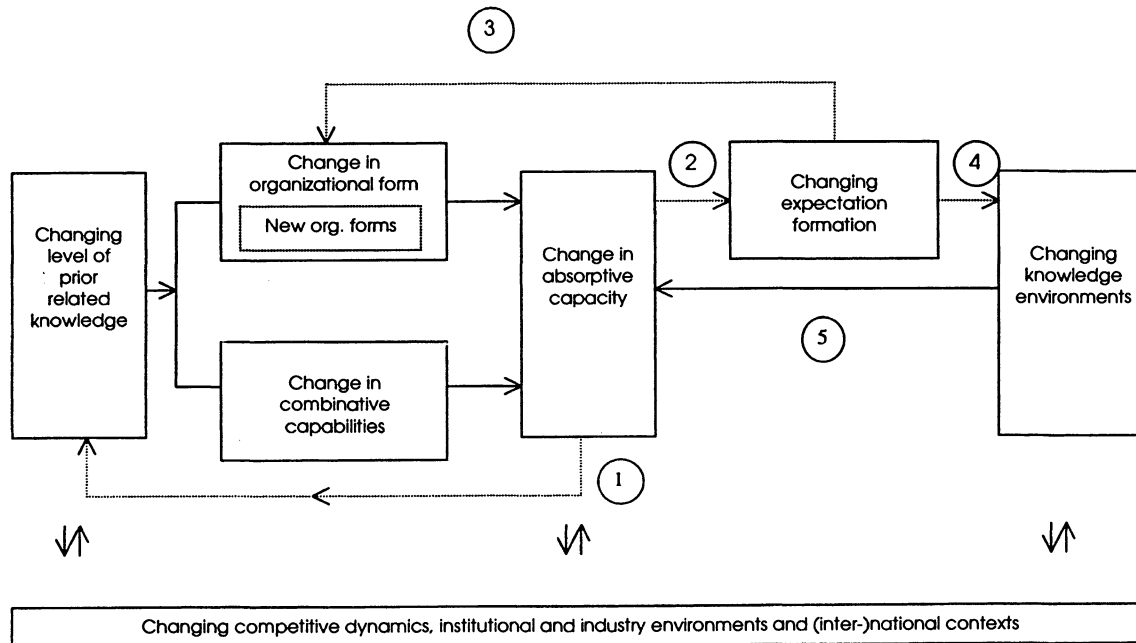 3
Changing
level of
prior
related
knowledge
Change in
organizational form
New org. forms
Change in
combinative
capabilities
Change in
absorptive
capacity
1
2
Changing
expectation
formation
4
5
Changing
knowledge
environments
Changing competitive dynamics, institutional and industry environments and (inter-)national contexts